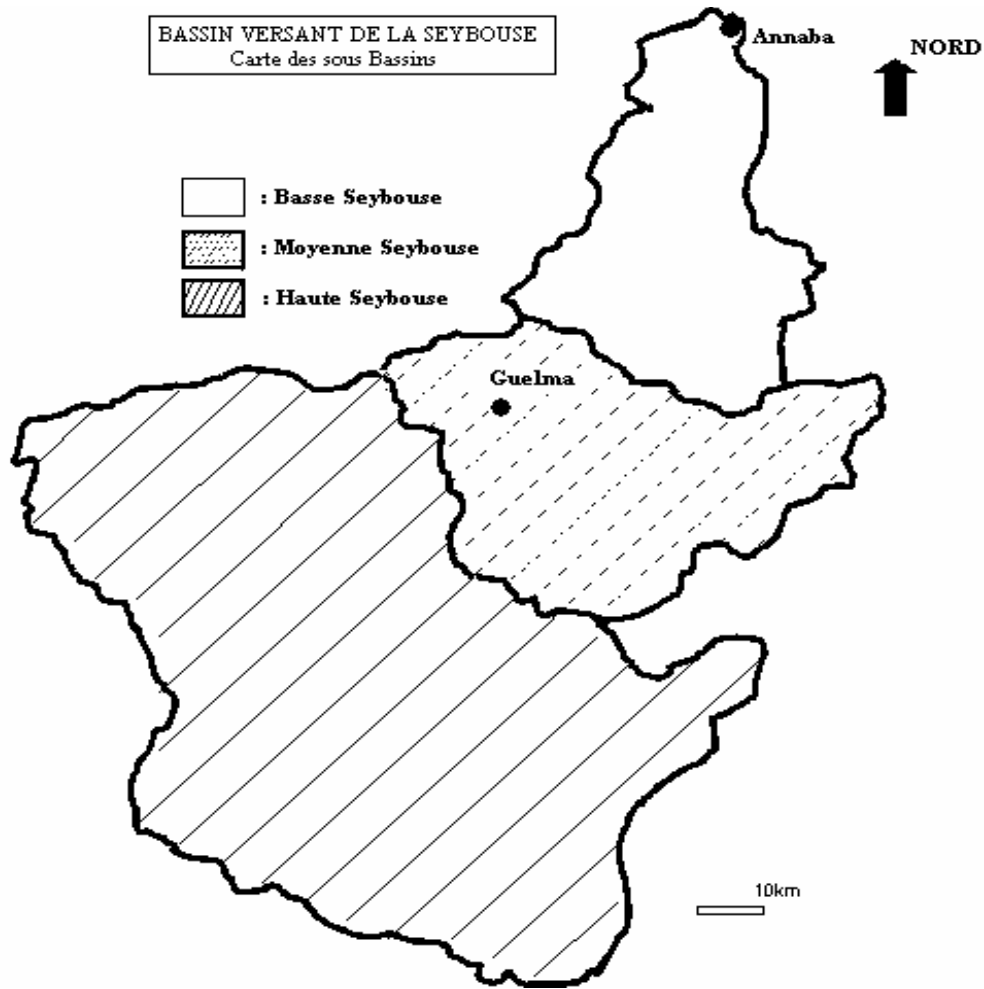 BASSIN VERSANT DE LA SEYBOUSE
Carte des sous Bassins
Annaba
NORD
: Basse Seybouse
: Moyenne Seybouse
: Haute Seybouse
Guelma
10km